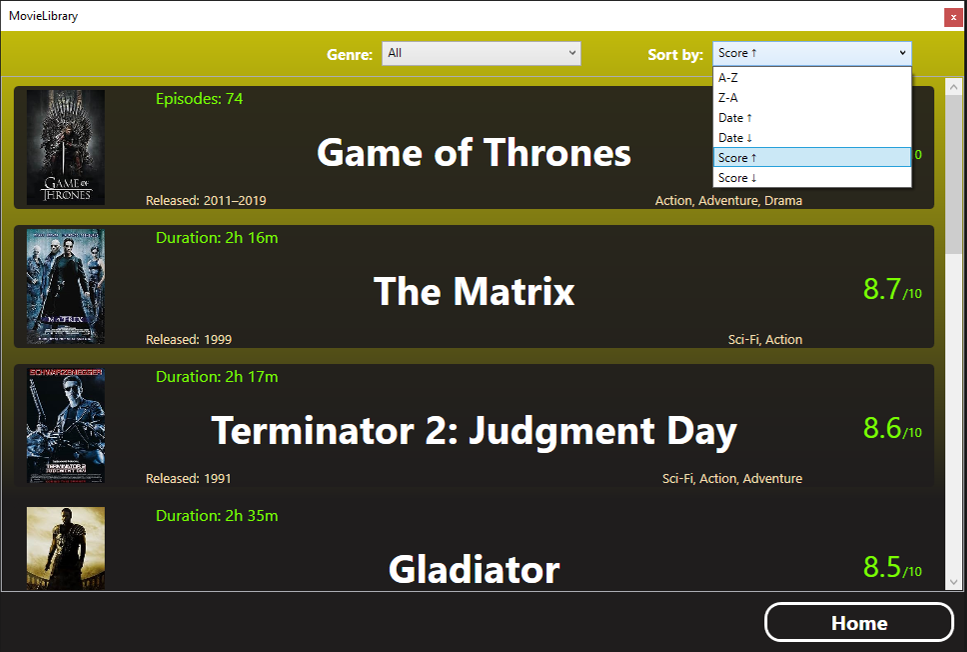 MovieLibrary
x
Genre: All Sort by: Score ↑
A-Z
Z-A
Date ↑
Date ↓
Score ↑
Score ↓
Episodes: 74
Game of Thrones
0
GAME OF
THRONES
Released: 2011–2019 Action, Adventure, Drama
Duration: 2h 16m
The Matrix
8.7/10
MATRIX
Released: 1999 Sci-Fi, Action
SCHWARZENEGGER
Duration: 2h 17m
Terminator 2: Judgment Day
8.6/10
TERMINATOR 2
JUDGMENT DAY
Released: 1991 Sci-Fi, Action, Adventure
Duration: 2h 35m
Gladiator
8.5/10
Home